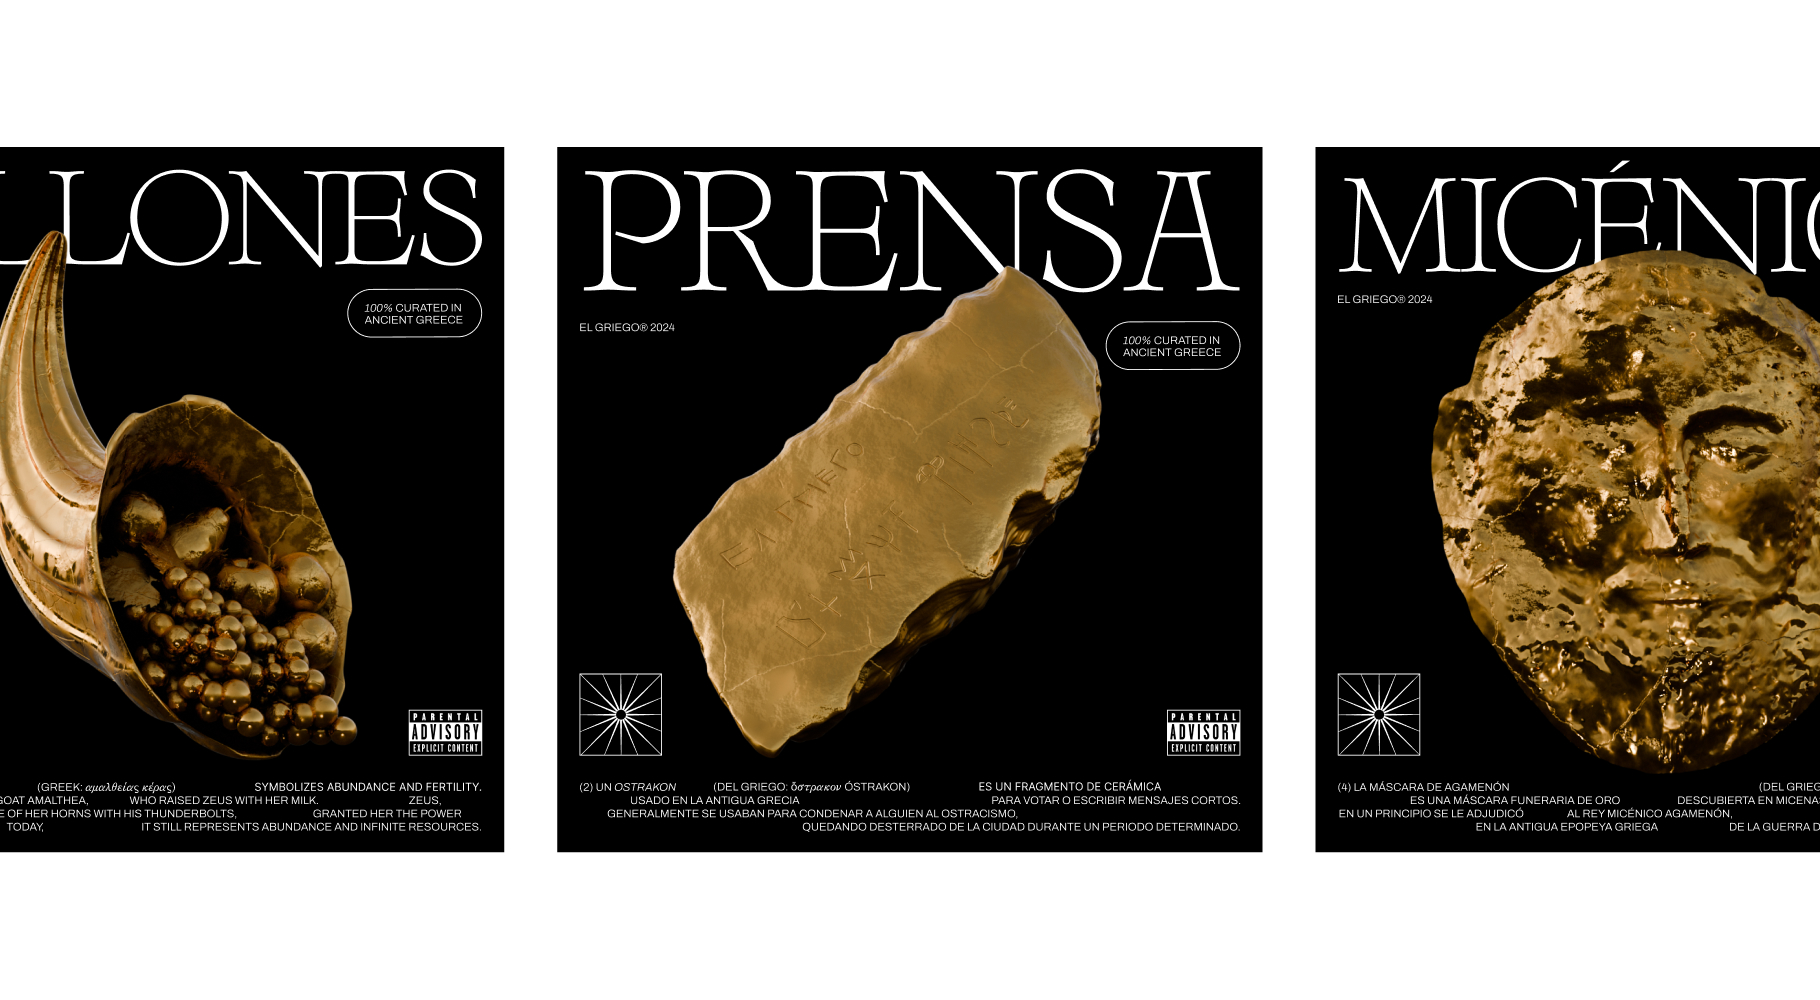 LLONES
100% CURATED IN
ANCIENT GREECE
PARENTAL
ADVISORY
EXPLICIT CONTENT
(GREEK: αμαλθείας κέρας) SYMBOLIZES ABUNDANCE AND FERTILITY.
GOAT AMALTHEA, WHO RAISED ZEUS WITH HER MILK. ZEUS,
E OF HER HORNS WITH HIS THUNDERBOLTS, GRANTED HER THE POWER
TODAY, IT STILL REPRESENTS ABUNDANCE AND INFINITE RESOURCES.
PRENSA
EL GRIEGO® 2024
100% CURATED IN
ANCIENT GREECE
PARENTAL
ADVISORY
EXPLICIT CONTENT
(2) UN OSTRAKON (DEL GRIEGO: ὄστρακον ÓSTRAKON) ES UN FRAGMENTO DE CERÁMICA
USADO EN LA ANTIGUA GRECIA PARA VOTAR O ESCRIBIR MENSAJES CORTOS.
GENERALMENTE SE USABAN PARA CONDENAR A ALGUIEN AL OSTRACISMO,
QUEDANDO DESTERRADO DE LA CIUDAD DURANTE UN PERIODO DETERMINADO.
MICÉNIC
EL GRIEGO® 2024
(4) LA MÁSCARA DE AGAMENÓN (DEL GRIEG
ES UNA MÁSCARA FUNERARIA DE ORO DESCUBIERTA EN MICENA
EN UN PRINCIPIO SE LE ADJUDICÓ AL REY MICÉNICO AGAMENÓN,
EN LA ANTIGUA EPOPEYA GRIEGA DE LA GUERRA D